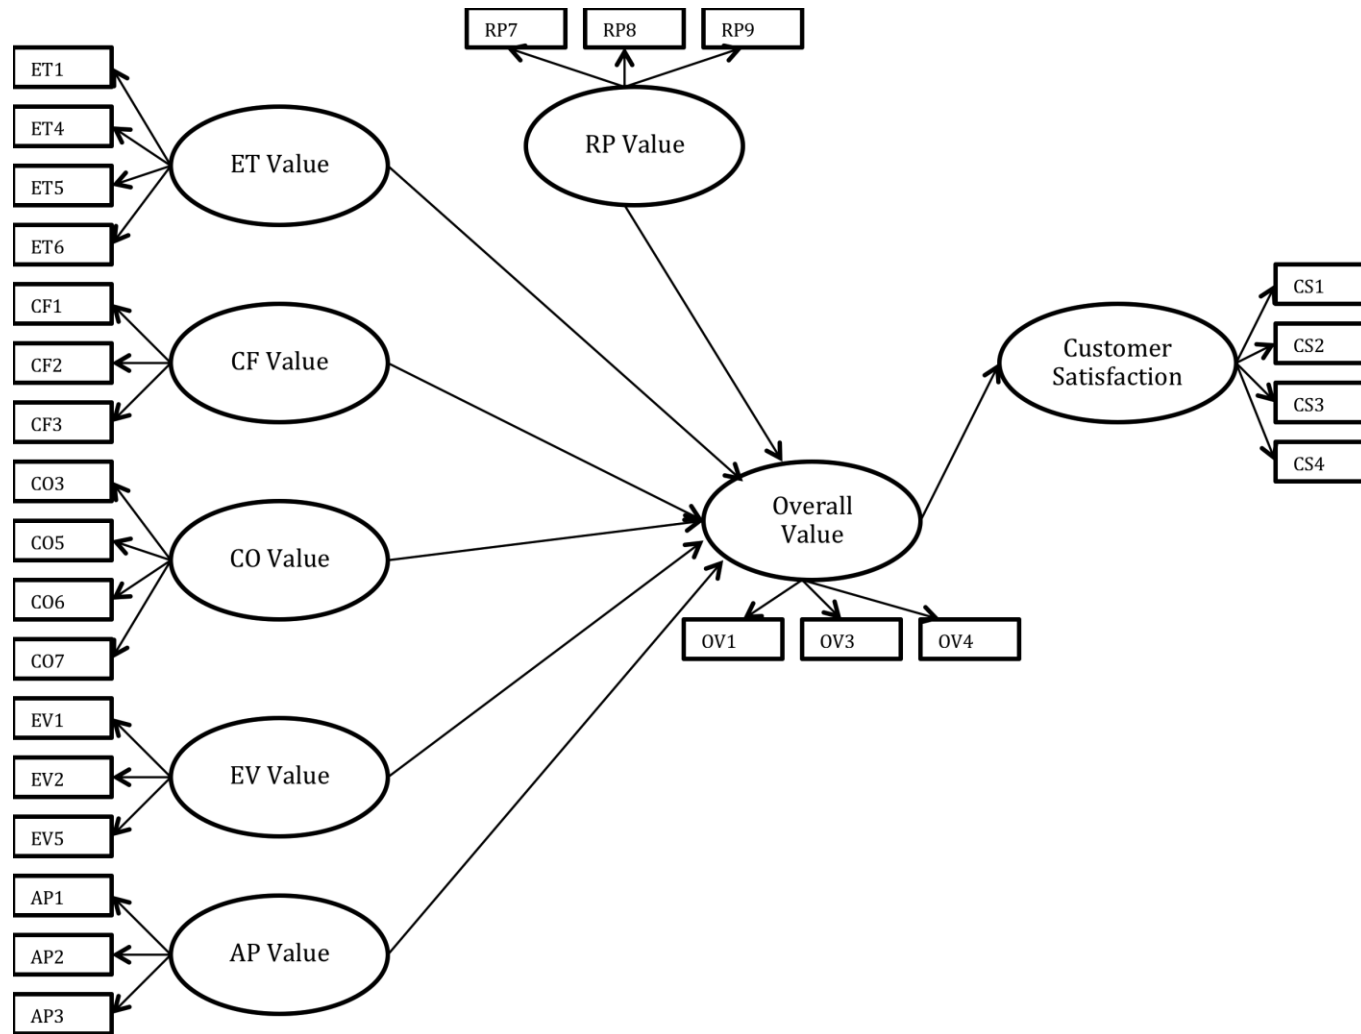 RP7
RP8
RP9
ET1
ET4
ET5
ET6
ET Value
RP Value
CF1
CF2
CF3
CF Value
Customer
Satisfaction
CS1
CS2
CS3
CS4
CO3
CO5
CO6
CO7
CO Value
Overall
Value
OV1
OV3
OV4
EV1
EV2
EV5
EV Value
AP1
AP2
AP3
AP Value